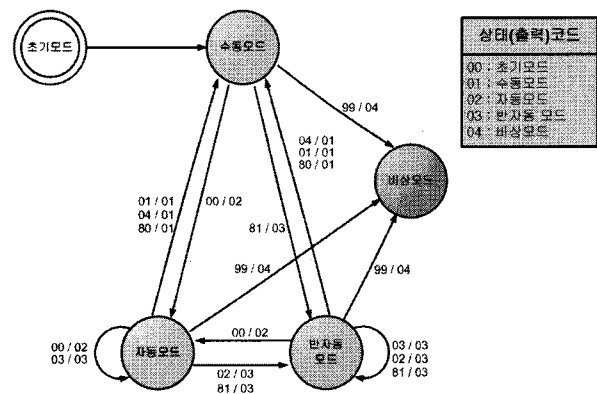 초기모드
수동모드
상태(출력)코드
00 : 초기모드
01 : 수동모드
02 : 자동모드
03 : 반자동 모드
04 : 비상모드
99 / 04
04 / 01
01 / 01
80 / 01
비상모드
01 / 01
04 / 01
80 / 01
00 / 02
81 / 03
99 / 04
99 / 04
00 / 02
00 / 02
03 / 03
자동모드
반자동
모드
03 / 03
02 / 03
81 / 03
02 / 03
81 / 03